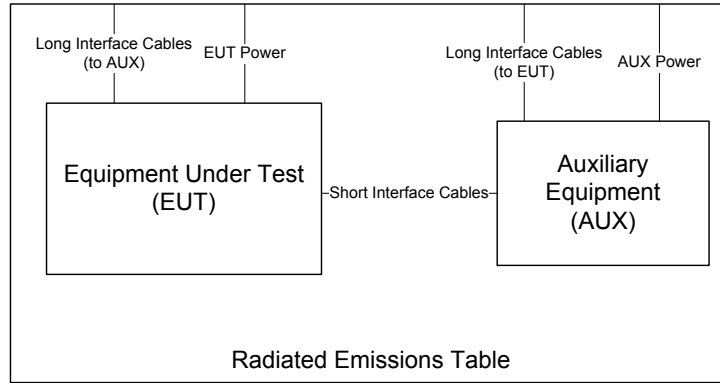 Long Interface Cables
(to AUX)
EUT Power
Long Interface Cables
(to EUT)
AUX Power
Equipment Under Test
(EUT)
Short Interface Cables
Auxiliary
Equipment
(AUX)
Radiated Emissions Table